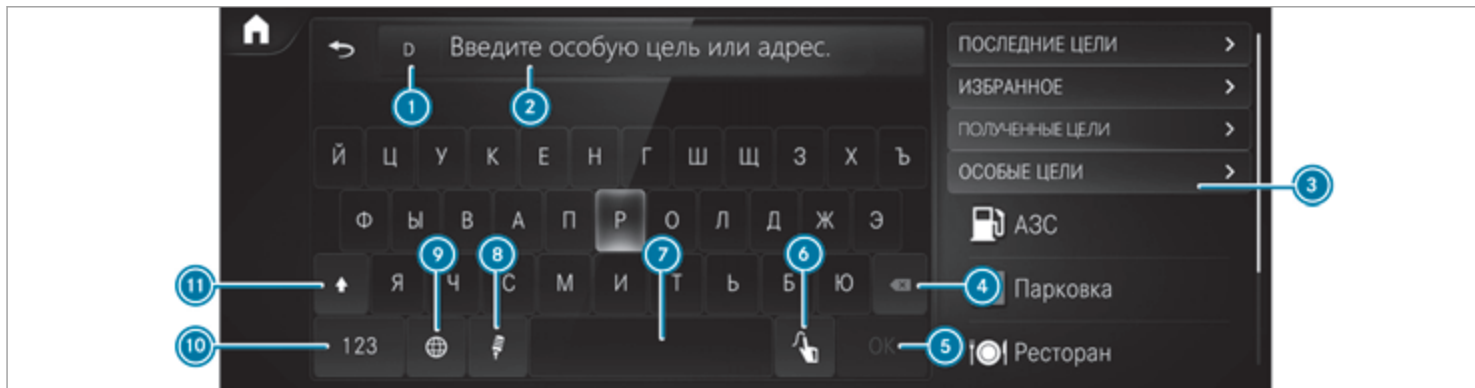 D Введите особую цель или адрес.
1
2
Й Ц У К Е Н Г Ш Щ З Х Ъ
Ф Ы В А П Р О Л Д Ж Э
9
8
7
6
11
Я Ч С М И Т Ь Б Ю
4
10
123
OK
5
ПОСЛЕДНИЕ ЦЕЛИ
ИЗБРАННОЕ
ПОЛУЧЕННЫЕ ЦЕЛИ
ОСОБЫЕ ЦЕЛИ
3
АЗС
Парковка
Ресторан